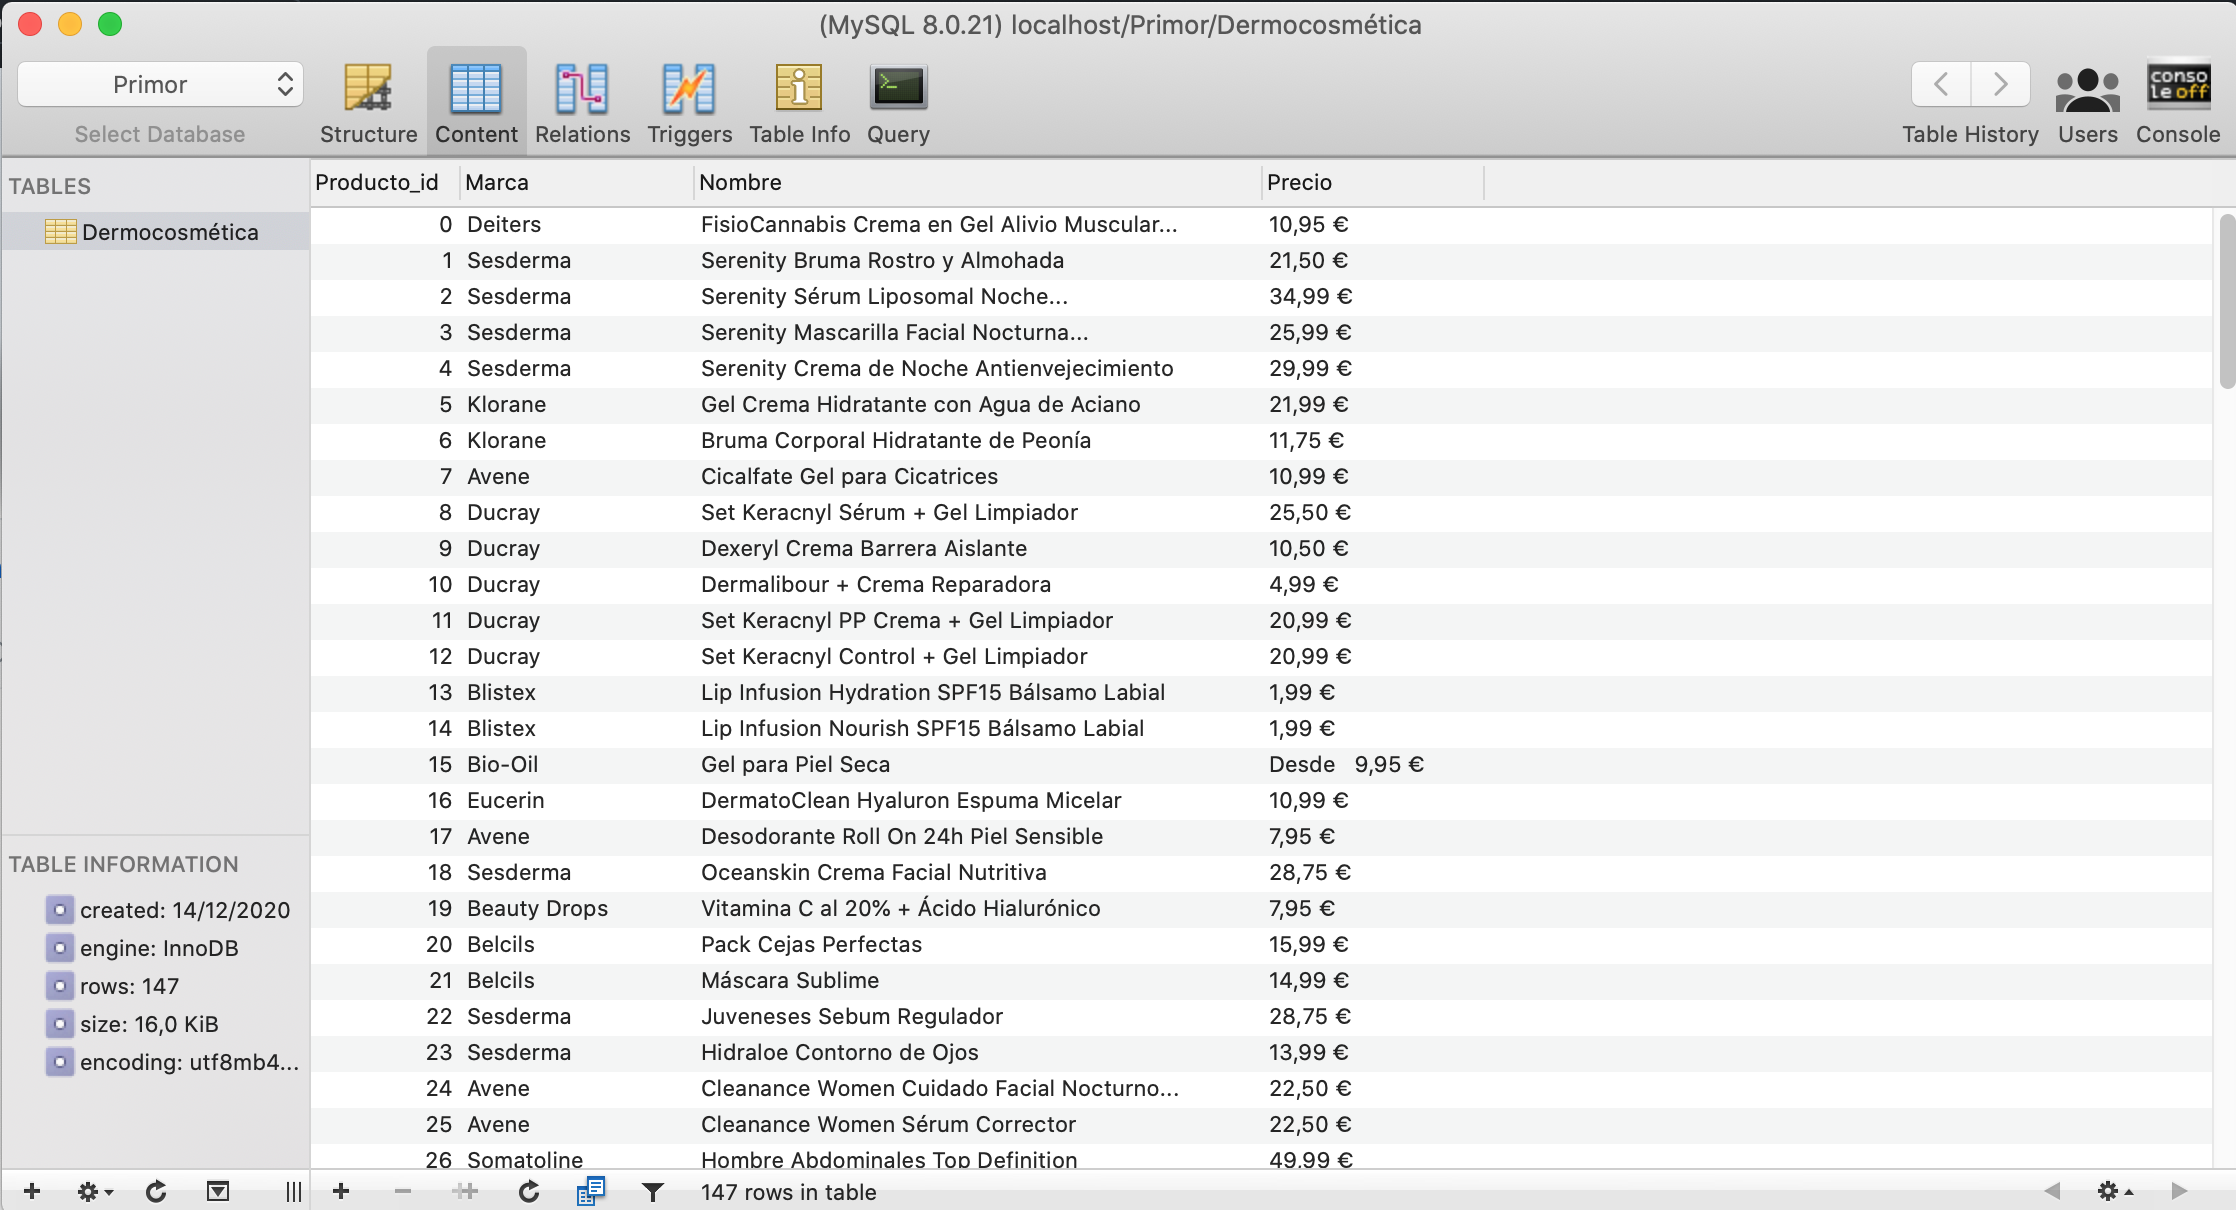 (MySQL 8.0.21) localhost/Primor/Dermocosmética
Primor
Select Database
Structure
Content
Relations
Triggers
Table Info
Query
Table History
Users
conso
le off
Console
TABLES
Dermocosmética
Producto_id Marca Nombre Precio
0 Deiters FisioCannabis Crema en Gel Alivio Muscular... 10,95 €
1 Sesderma Serenity Bruma Rostro y Almohada 21,50 €
2 Sesderma Serenity Sérum Liposomal Noche... 34,99 €
3 Sesderma Serenity Mascarilla Facial Nocturna... 25,99 €
4 Sesderma Serenity Crema de Noche Antienvejecimiento 29,99 €
5 Klorane Gel Crema Hidratante con Agua de Aciano 21,99 €
6 Klorane Bruma Corporal Hidratante de Peonía 11,75 €
7 Avene Cicalfate Gel para Cicatrices 10,99 €
8 Ducray Set Keracnyl Sérum + Gel Limpiador 25,50 €
9 Ducray Dexeryl Crema Barrera Aislante 10,50 €
10 Ducray Dermalibour + Crema Reparadora 4,99 €
11 Ducray Set Keracnyl PP Crema + Gel Limpiador 20,99 €
12 Ducray Set Keracnyl Control + Gel Limpiador 20,99 €
13 Blistex Lip Infusion Hydration SPF15 Bálsamo Labial 1,99 €
14 Blistex Lip Infusion Nourish SPF15 Bálsamo Labial 1,99 €
15 Bio-Oil Gel para Piel Seca Desde 9,95 €
16 Eucerin DermatoClean Hyaluron Espuma Micelar 10,99 €
17 Avene Desodorante Roll On 24h Piel Sensible 7,95 €
18 Sesderma Oceanskin Crema Facial Nutritiva 28,75 €
19 Beauty Drops Vitamina C al 20% + Ácido Hialurónico 7,95 €
20 Belcils Pack Cejas Perfectas 15,99 €
21 Belcils Máscara Sublime 14,99 €
22 Sesderma Juveneses Sebum Regulador 28,75 €
23 Sesderma Hidraloe Contorno de Ojos 13,99 €
24 Avene Cleanance Women Cuidado Facial Nocturno... 22,50 €
25 Avene Cleanance Women Sérum Corrector 22,50 €
26 Somatoline Hombre Abdominales Top Definition 49,99 €
TABLE INFORMATION
created: 14/12/2020
engine: InnoDB
rows: 147
size: 16,0 KiB
encoding: utf8mb4...
147 rows in table